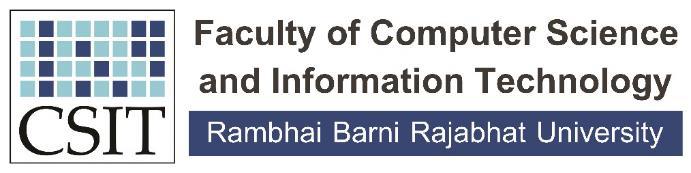 CSIT
Faculty of Computer Science
and Information Technology
Rambhai Barni Rajabhat University